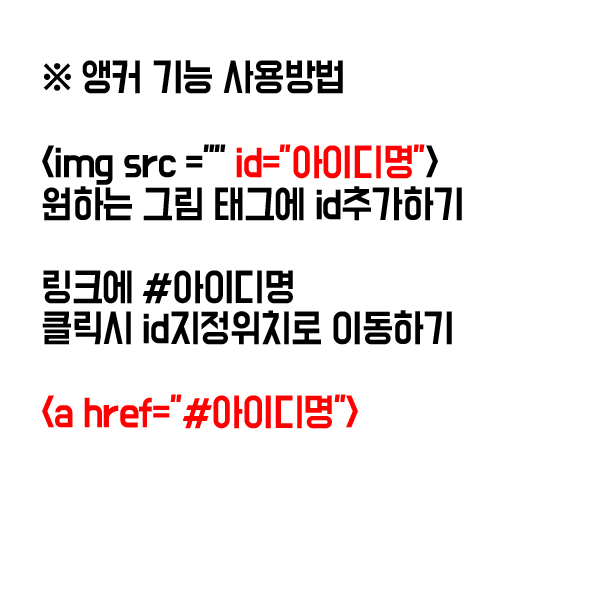 ※ 앵커 기능 사용방법
<img src ="" id="아이디명">
원하는 그림 태그에 id추가하기
링크에 #아이디명
클릭시 id지정위치로 이동하기
<a href="#아이디명">